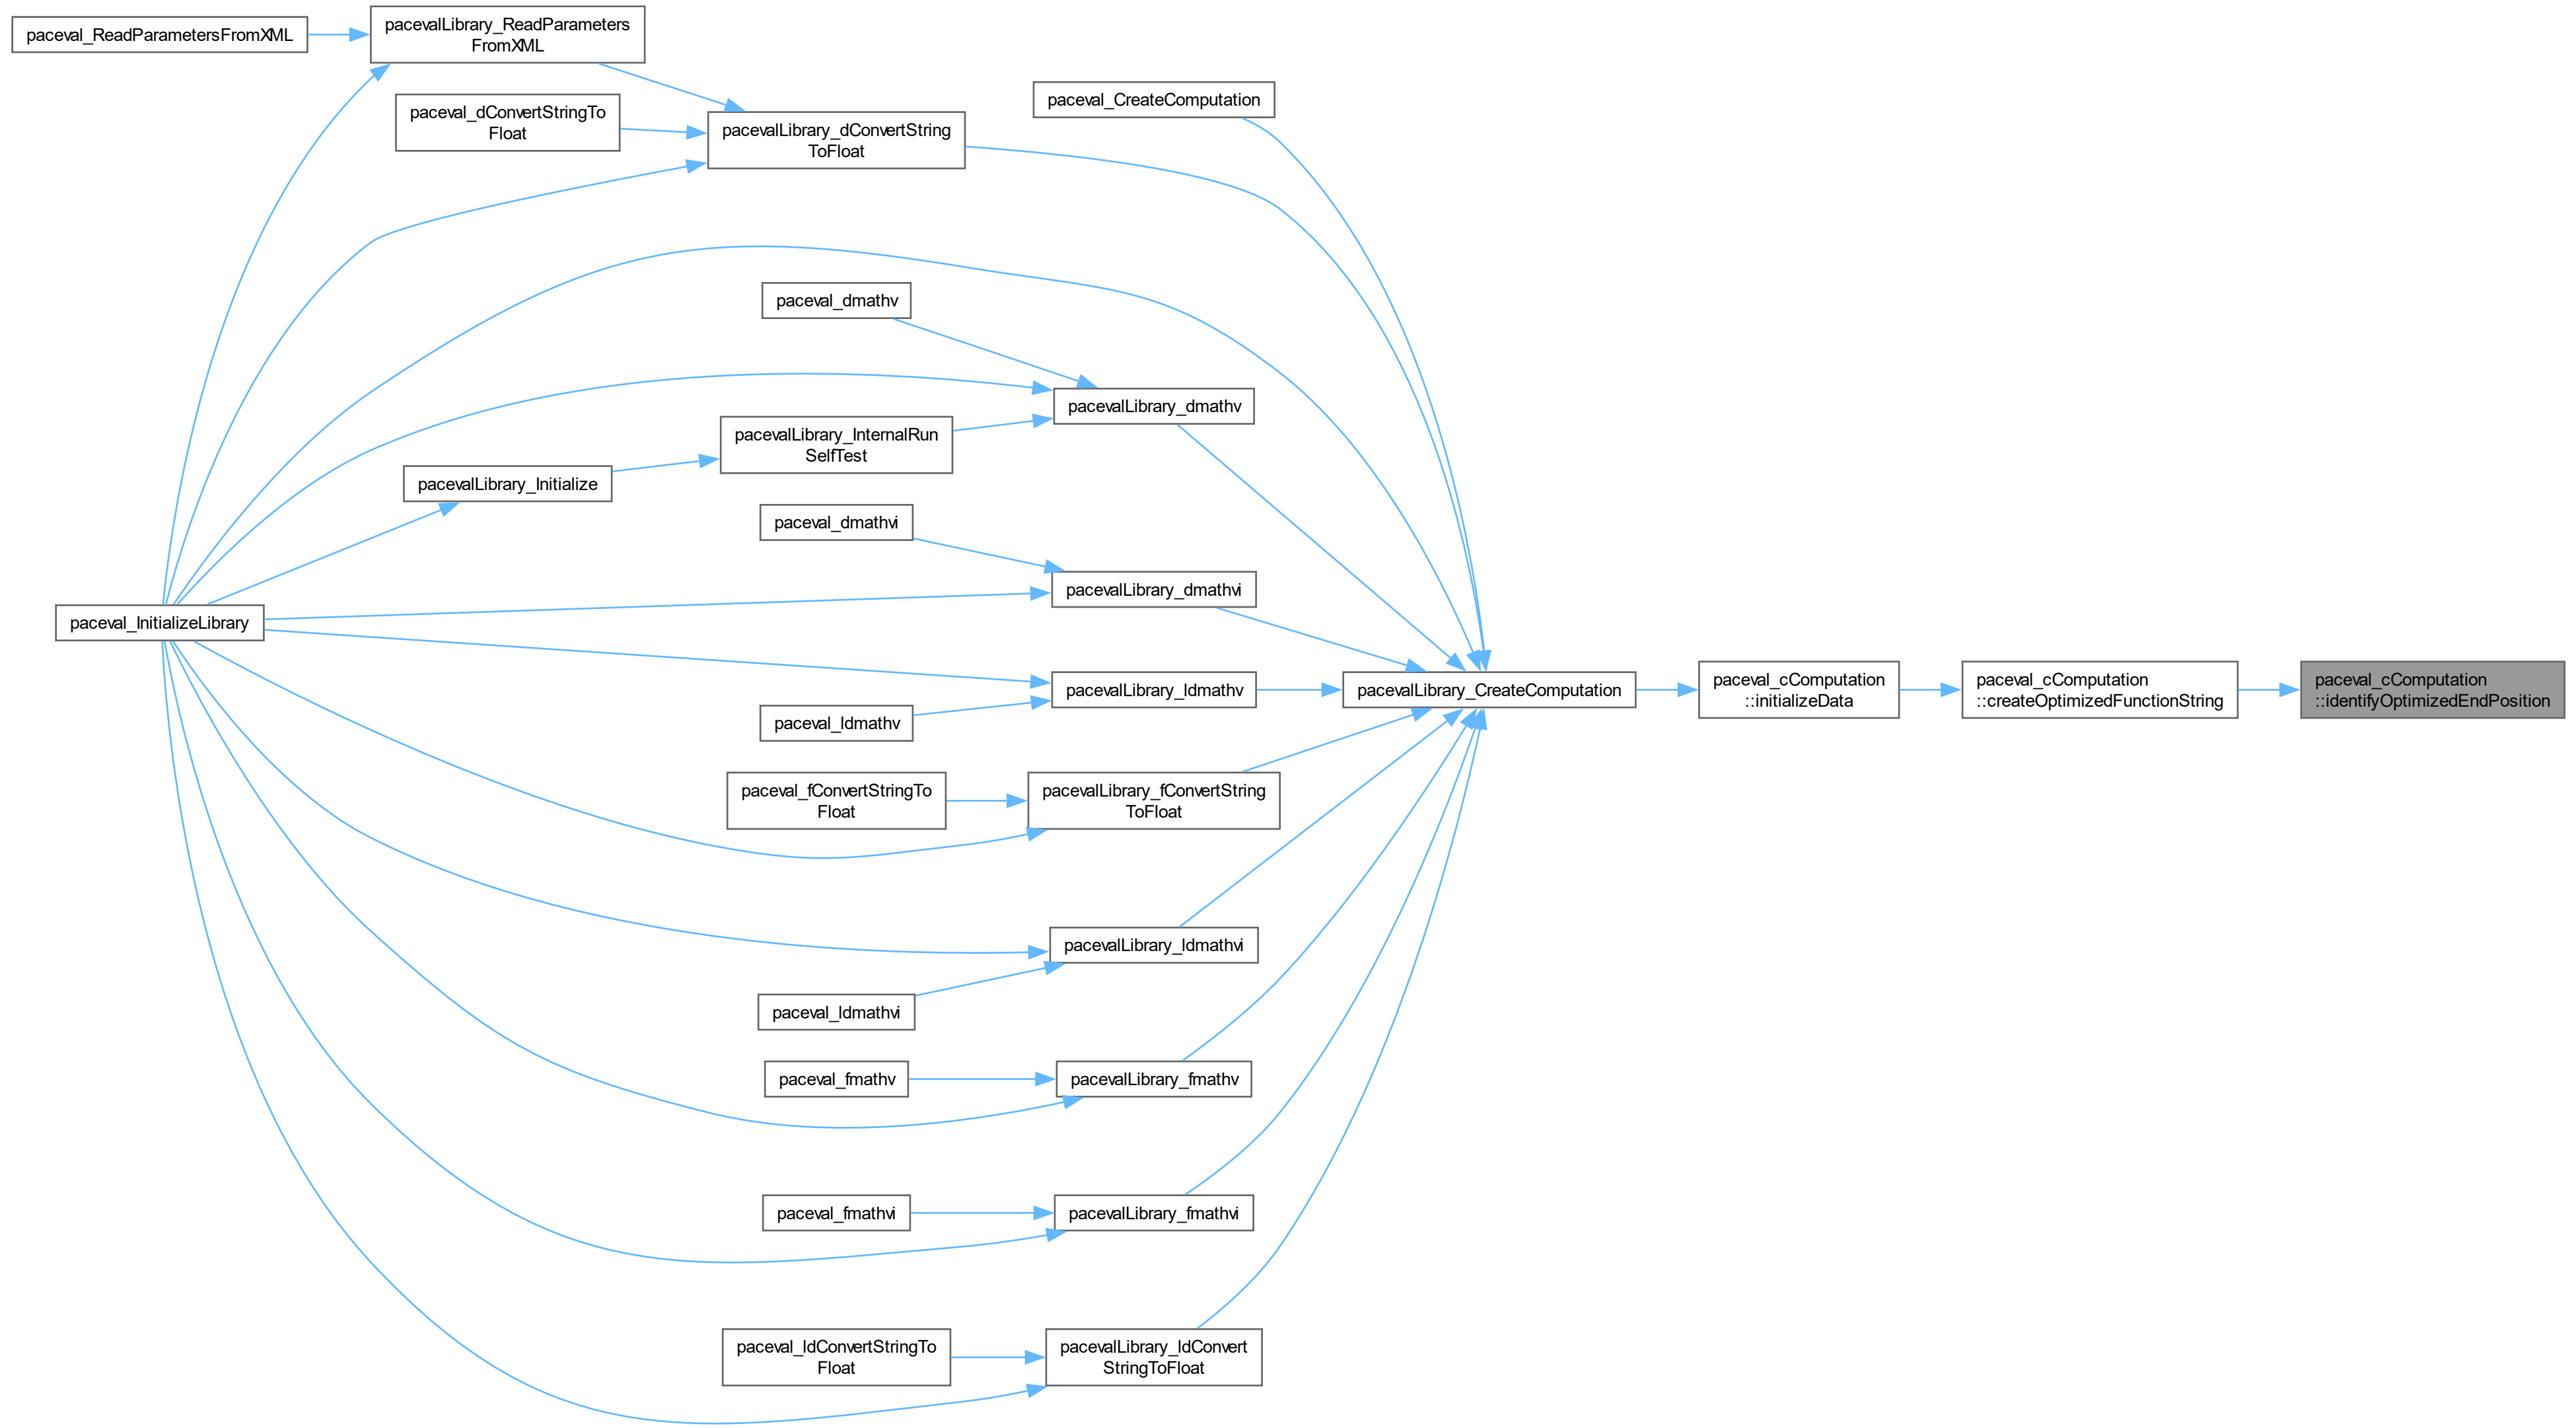 paceval_ReadParametersFromXML
pacevalLibrary_ReadParameters
FromXML
paceval_CreateComputation
paceval_dConvertStringTo
Float
pacevalLibrary_dConvertString
ToFloat
paceval_dmathv
pacevalLibrary_dmathv
pacevalLibrary_InternalRun
SelfTest
pacevalLibrary_Initialize
paceval_dmathvi
pacevalLibrary_dmathvi
paceval_InitializeLibrary
pacevalLibrary_ldmathv
pacevalLibrary_CreateComputation
paceval_cComputation
::initializeData
paceval_cComputation
::createOptimizedFunctionString
paceval_cComputation
::identifyOptimizedEndPosition
paceval_ldmathv
paceval_fConvertStringTo
Float
pacevalLibrary_fConvertString
ToFloat
pacevalLibrary_ldmathvi
paceval_ldmathvi
paceval_fmathv
pacevalLibrary_fmathv
paceval_fmathvi
pacevalLibrary_fmathvi
paceval_ldConvertStringTo
Float
pacevalLibrary_ldConvert
StringToFloat